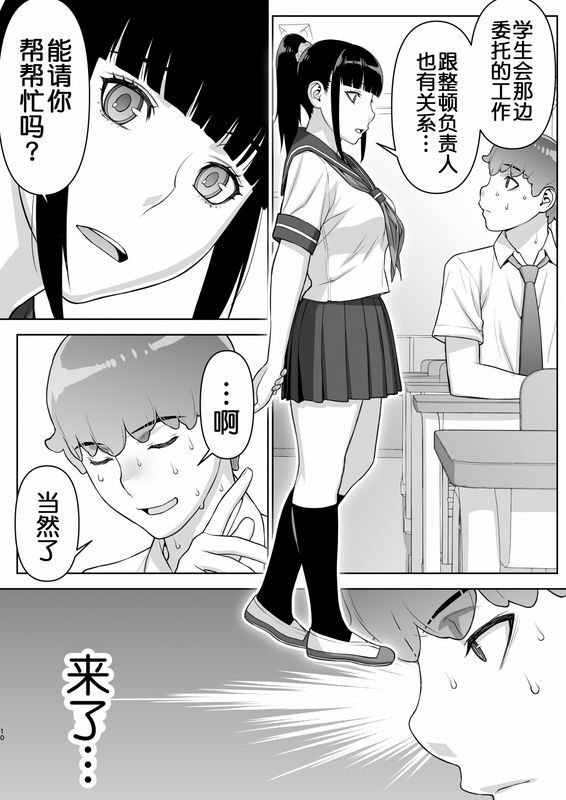 学生会那边
委托的工作
跟整顿负责人
也有关系…
能请你
帮帮忙吗？
…啊
当然了
来了…
10